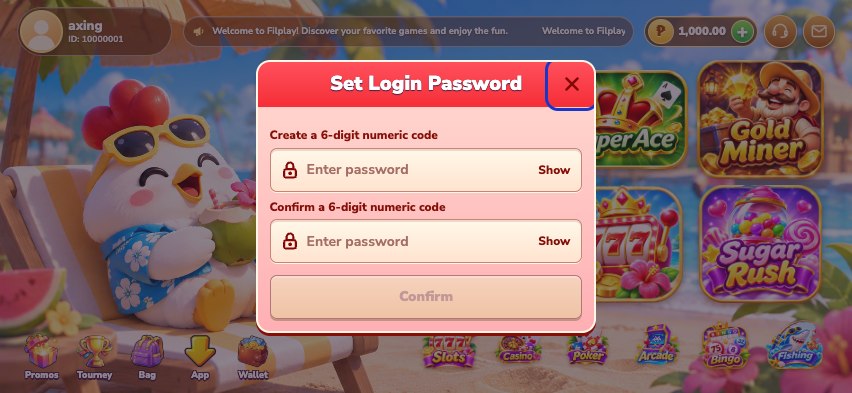 axing
ID: 10000001
Welcome to Filplay! Discover your favorite games and enjoy the fun.
Welcome to Filplay
1,000.00
Set Login Password
Create a 6-digit numeric code
Enter password
Show
Confirm a 6-digit numeric code
Enter password
Show
Confirm
perAce
Gold
Miner
777
Sugar
Rush
Promos
Tourney
Bag
App
Wallet
777
Slots
Casino
Poker
Arcade
Bingo
Fishing